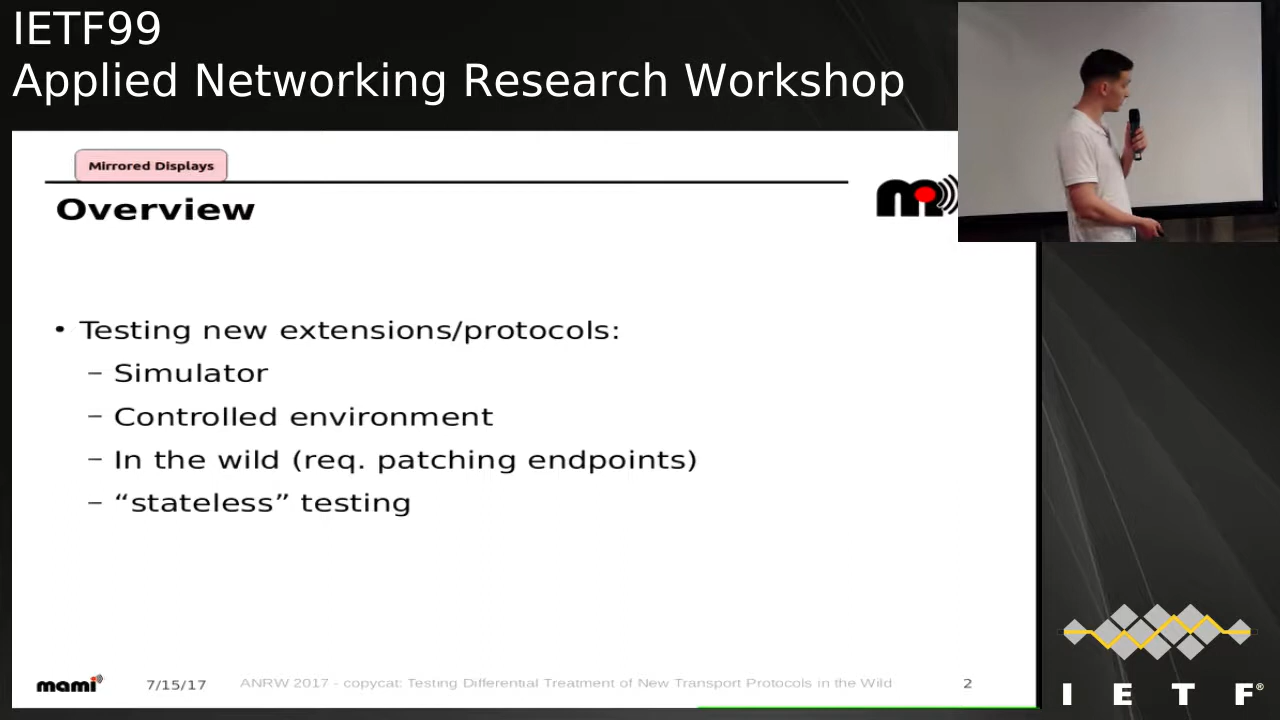 IETF99
Applied Networking Research Workshop
Mirrored Displays
Overview
• Testing new extensions/protocols:
– Simulator
– Controlled environment
– In the wild (req. patching endpoints)
– “stateless” testing
mami
7/15/17
ANRW 2017 - copycat: Testing Differential Treatment of New Transport Protocols in the Wild
2
I E T F®